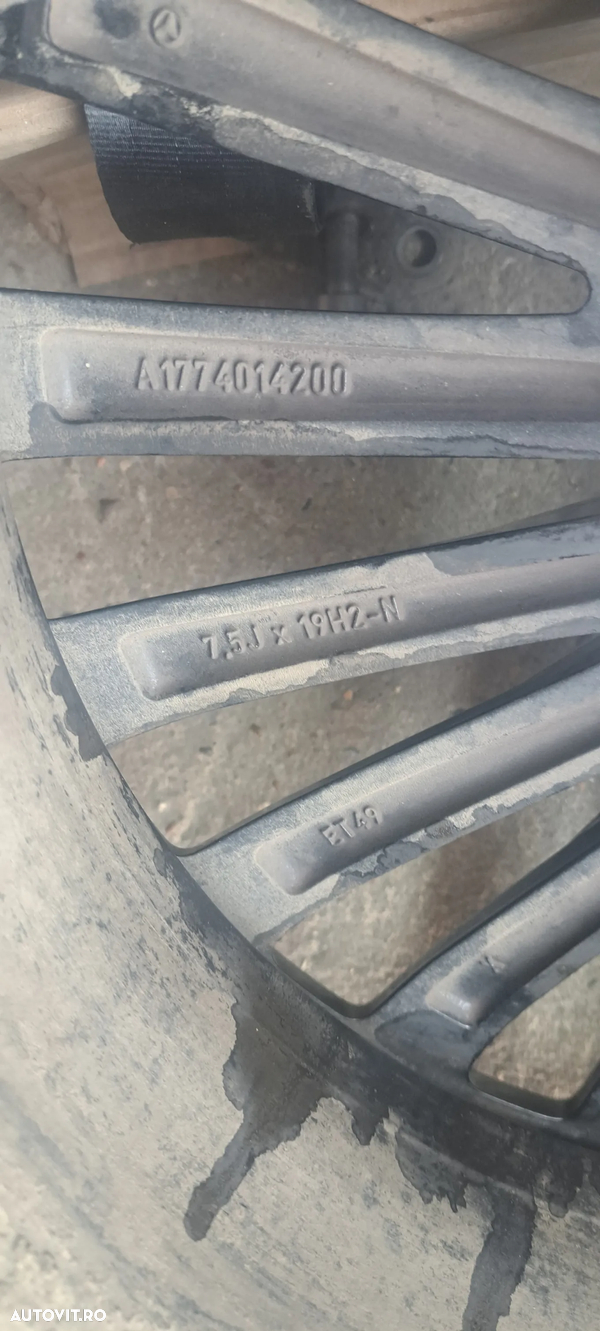 A1774014200
7.5J x 19H2-N
ET49
X
AUTOVIT.RO